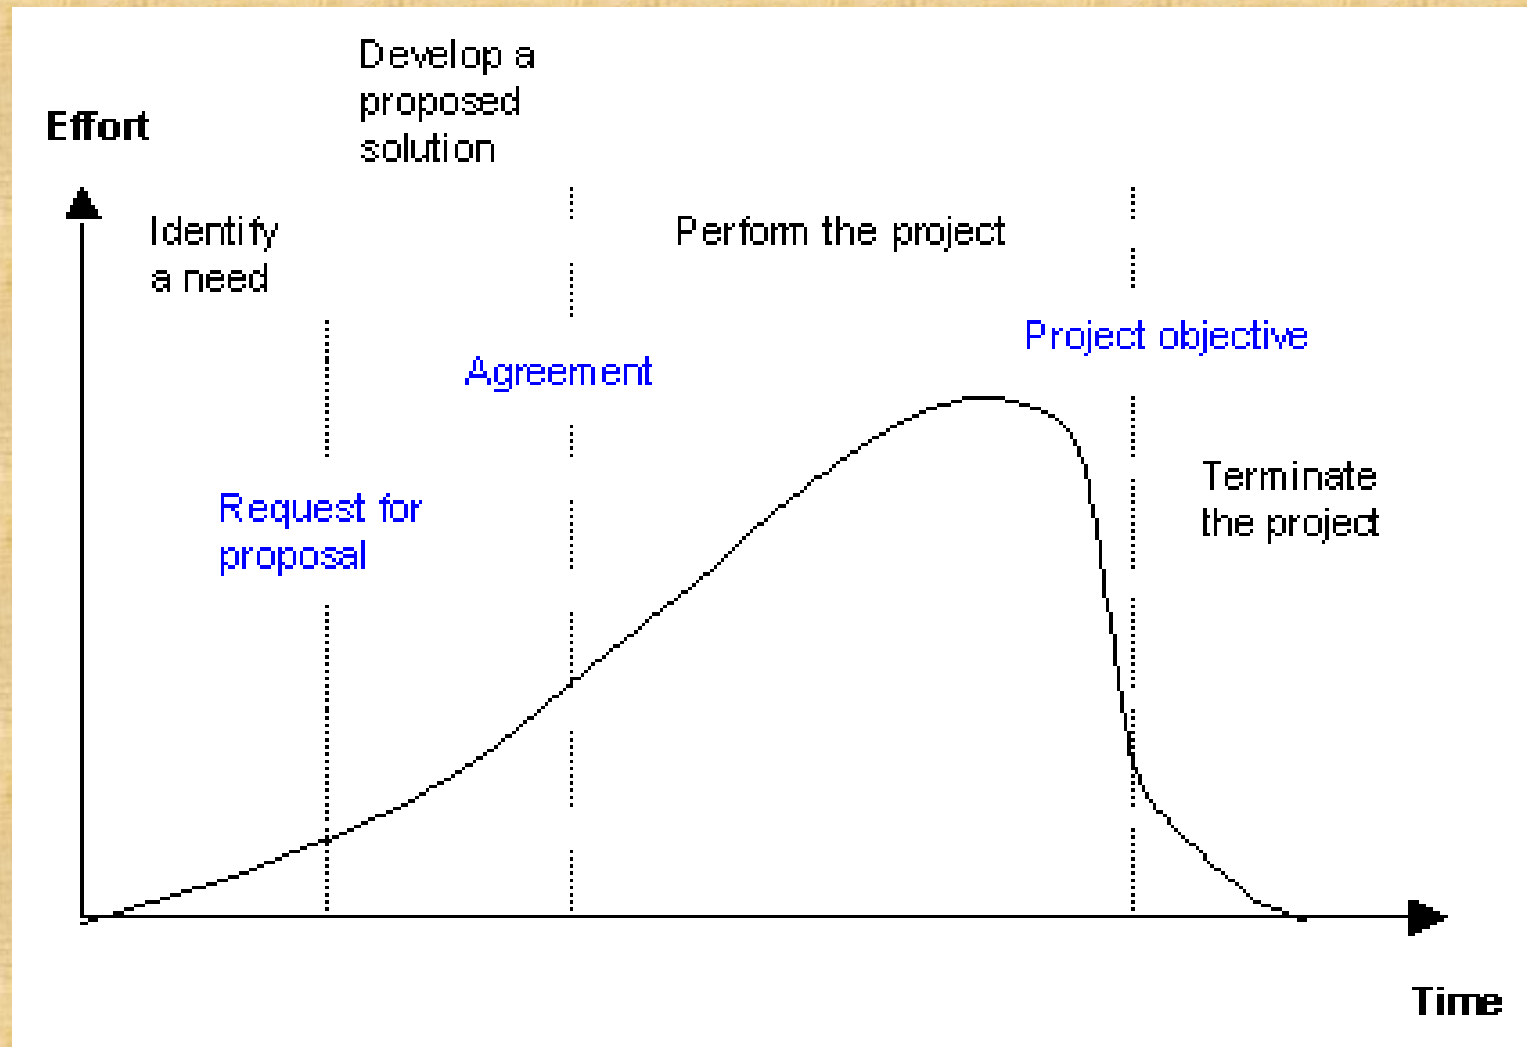 Develop a
proposed
solution
Effort
Identify
a need
Perform the project
Project objective
Agreement
Request for
proposal
Terminate
the project
Time